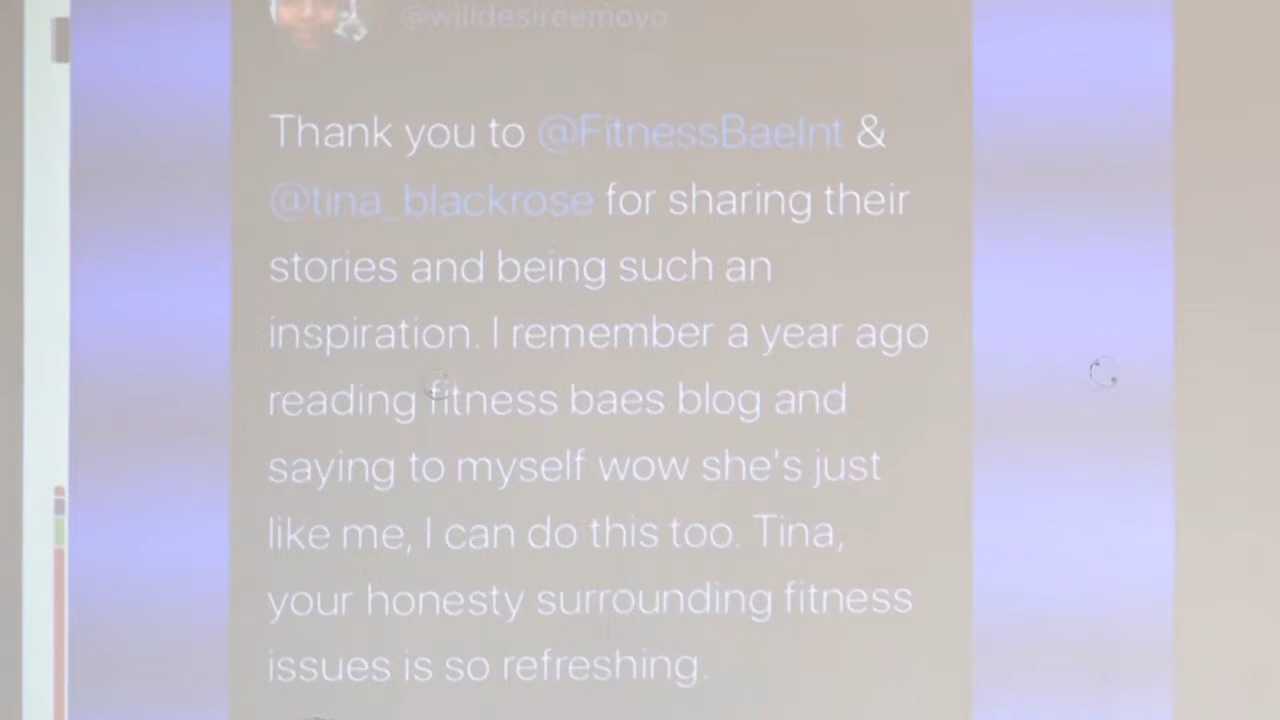 @willdesireemoyo
Thank you to @FitnessBaeInt &
@tina_blackrose for sharing their
stories and being such an
inspiration. I remember a year ago
reading fitness baes blog and
saying to myself wow she's just
like me, I can do this too. Tina,
your honesty surrounding fitness
issues is so refreshing.